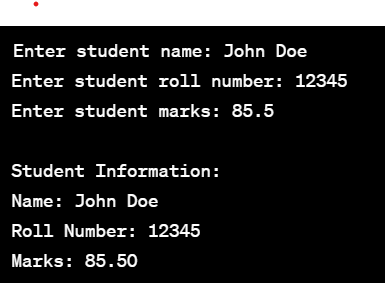 Enter student name: John Doe
Enter student roll number: 12345
Enter student marks: 85.5
Student Information:
Name: John Doe
Roll Number: 12345
Marks: 85.50